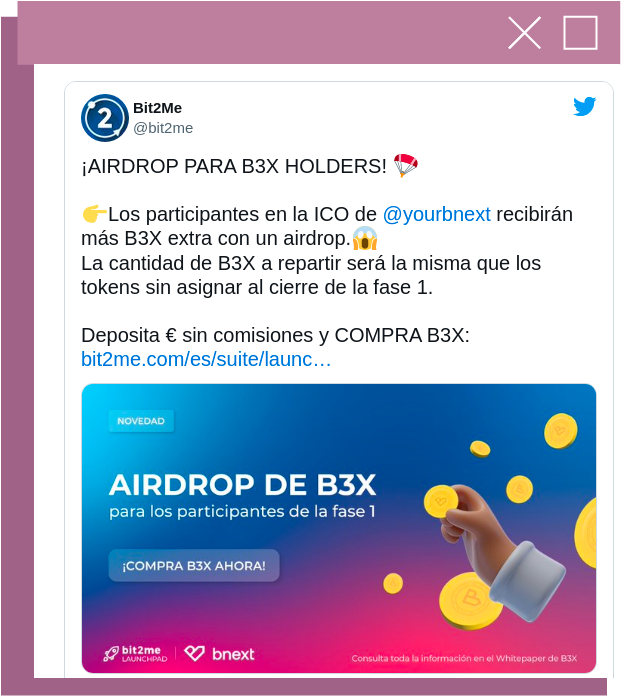 Bit2Me
@bit2me
¡AIRDROP PARA B3X HOLDERS! 🪂
👉Los participantes en la ICO de @yourbnext recibirán
más B3X extra con un airdrop.😱
La cantidad de B3X a repartir será la misma que los
tokens sin asignar al cierre de la fase 1.
Deposita € sin comisiones y COMPRA B3X:
bit2me.com/es/suite/launc…
NOVEDAD
AIRDROP DE B3X
para los participantes de la fase 1
¡COMPRA B3X AHORA!
bit2me
LAUNCHPAD
bnext
Consulta toda la información en el Whitepaper de B3X